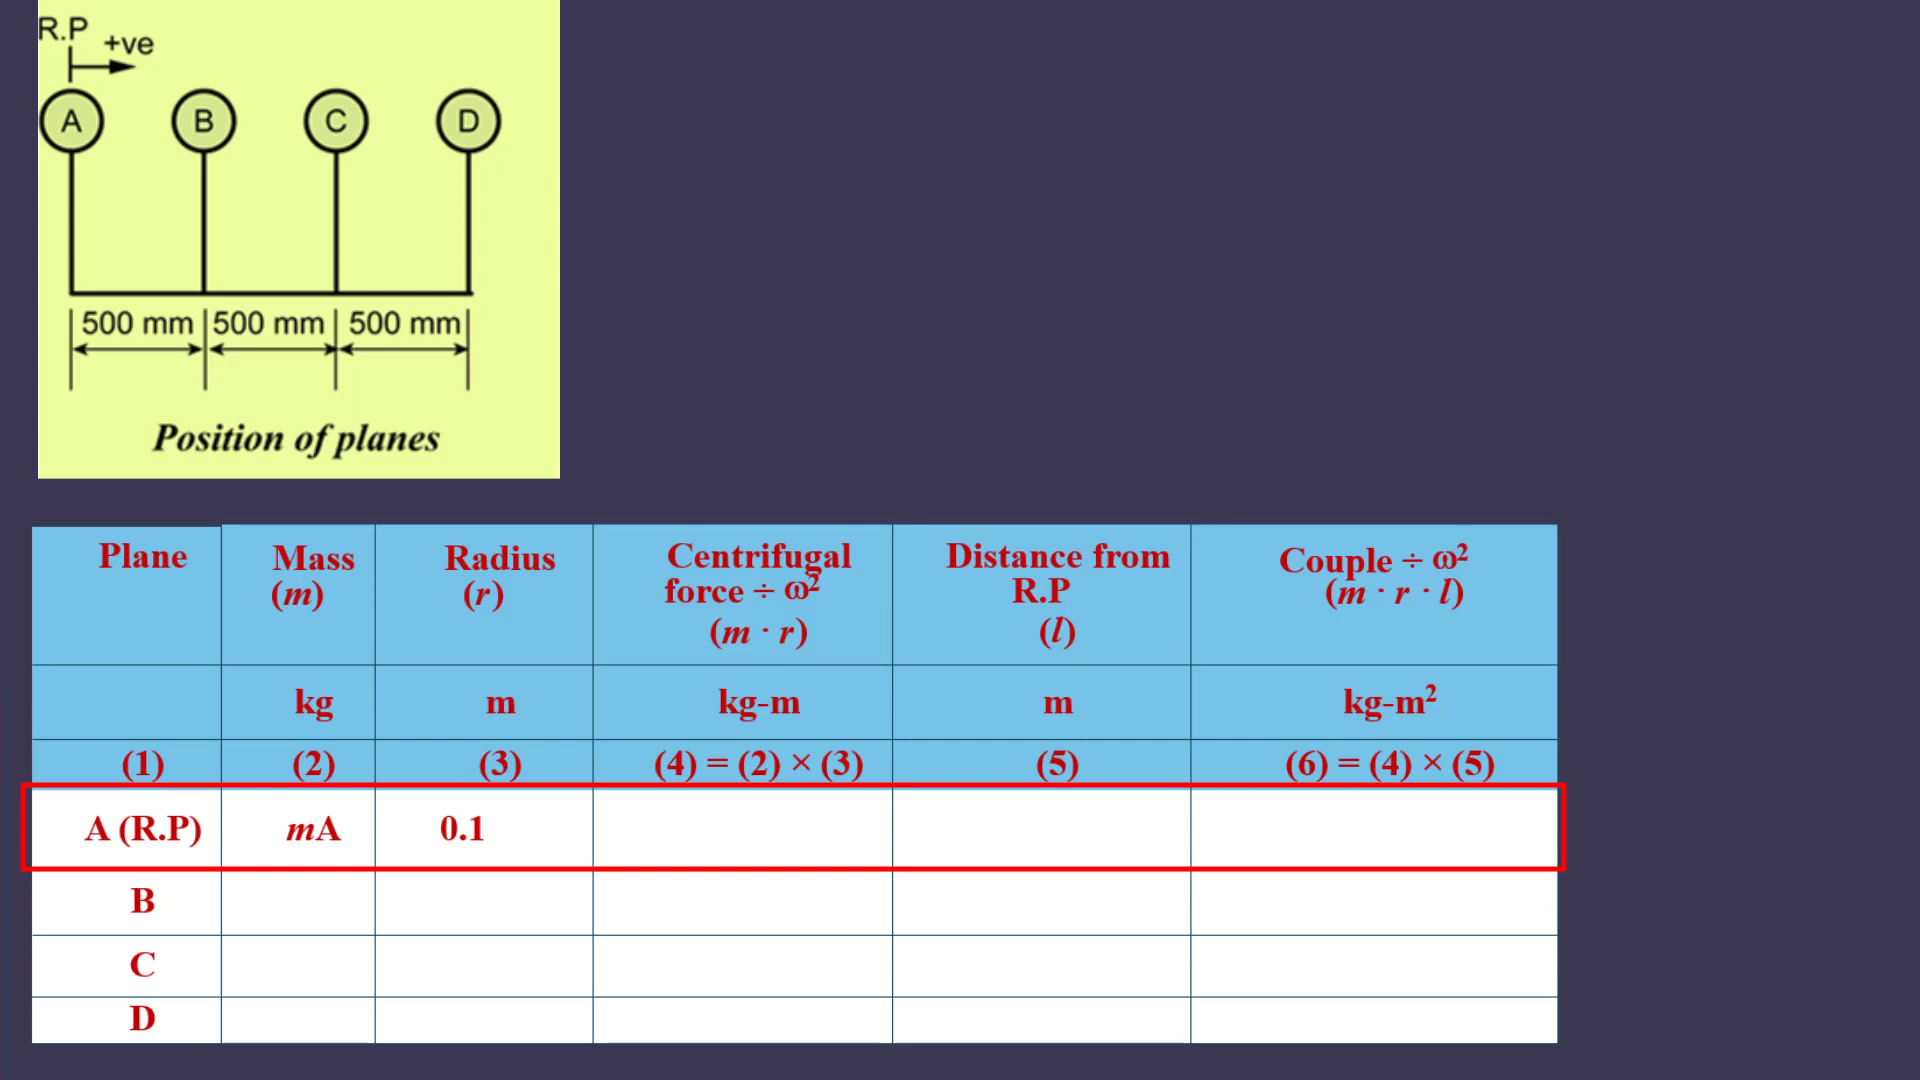 R.P
+ve
A B C D
500 mm 500 mm 500 mm
Position of planes
Plane Mass (m) Radius (r) Centrifugal force ÷ ω² (m · r) Distance from R.P (l) Couple ÷ ω² (m · r · l)
kg m kg-m m kg-m²
(1) (2) (3) (4) = (2) × (3) (5) (6) = (4) × (5)
A (R.P) mA 0.1
B
C
D